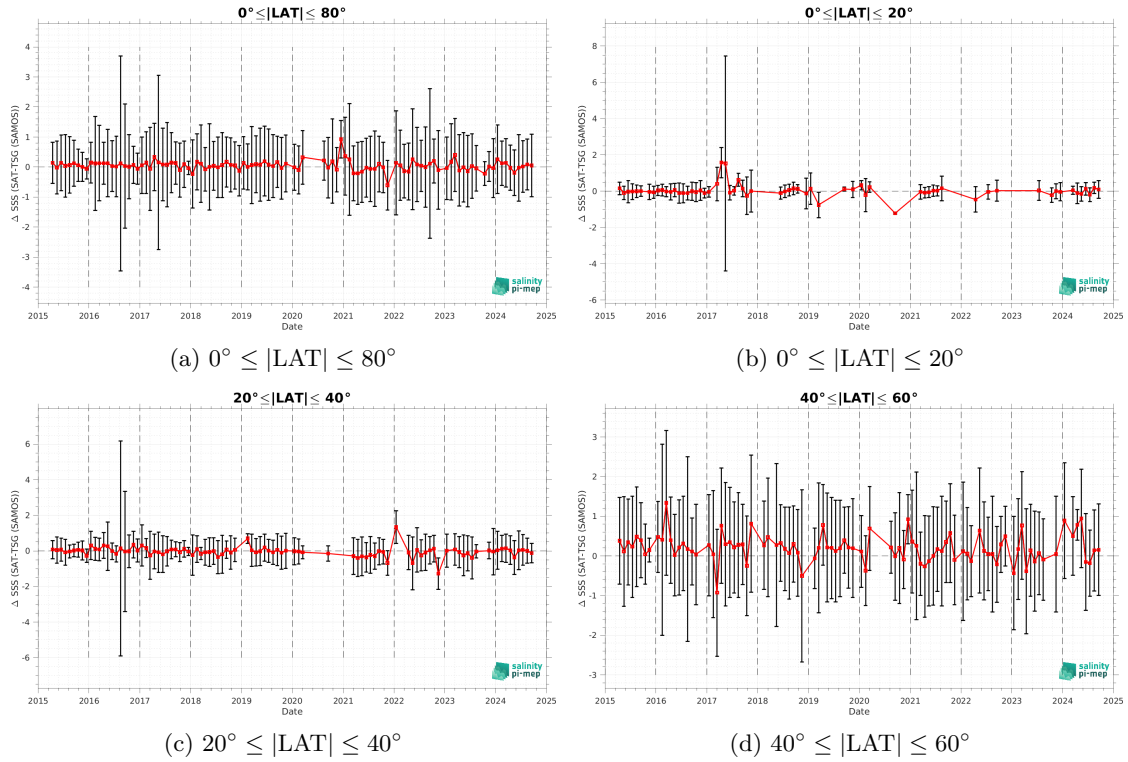 0°≤|LAT|≤ 80°
Δ SSS (SAT-TSG (SAMOS))
4
3
2
1
0
-1
-2
-3
-4
2015 2016 2017 2018 2019 2020 2021 2022 2023 2024 2025
Date
salinity
pi-mep
(a) 0° ≤ |LAT| ≤ 80°
0°≤|LAT|≤ 20°
Δ SSS (SAT-TSG (SAMOS))
8
6
4
2
0
-2
-4
-6
2015 2016 2017 2018 2019 2020 2021 2022 2023 2024 2025
Date
salinity
pi-mep
(b) 0° ≤ |LAT| ≤ 20°
20°≤|LAT|≤ 40°
Δ SSS (SAT-TSG (SAMOS))
6
4
2
0
-2
-4
-6
2015 2016 2017 2018 2019 2020 2021 2022 2023 2024 2025
Date
salinity
pi-mep
(c) 20° ≤ |LAT| ≤ 40°
40°≤|LAT|≤ 60°
Δ SSS (SAT-TSG (SAMOS))
3
2
1
0
-1
-2
-3
2015 2016 2017 2018 2019 2020 2021 2022 2023 2024 2025
Date
salinity
pi-mep
(d) 40° ≤ |LAT| ≤ 60°